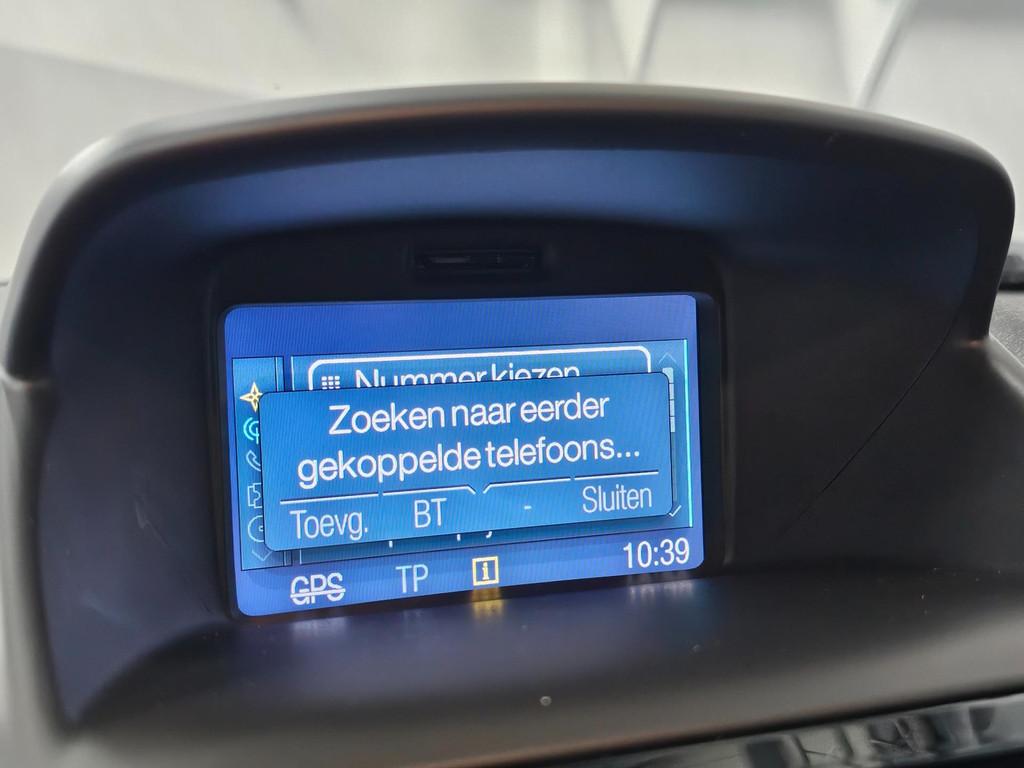 Nummer kiezen
Zoeken naar eerder
gekoppelde telefoons...
Toevg. BT - Sluiten
GPS TP i 10:39